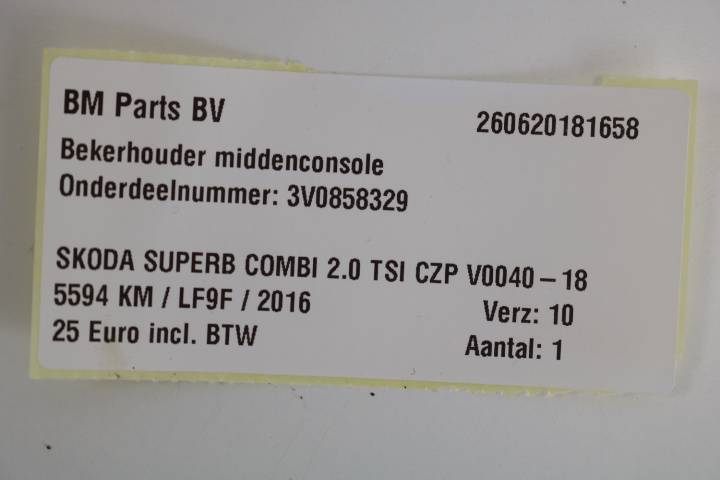 BM Parts BV 260620181658
Bekerhouder middenconsole
Onderdeelnummer: 3V0858329
SKODA SUPERB COMBI 2.0 TSI CZP V0040-18
5594 KM / LF9F / 2016 Verz: 10
25 Euro incl. BTW Aantal: 1